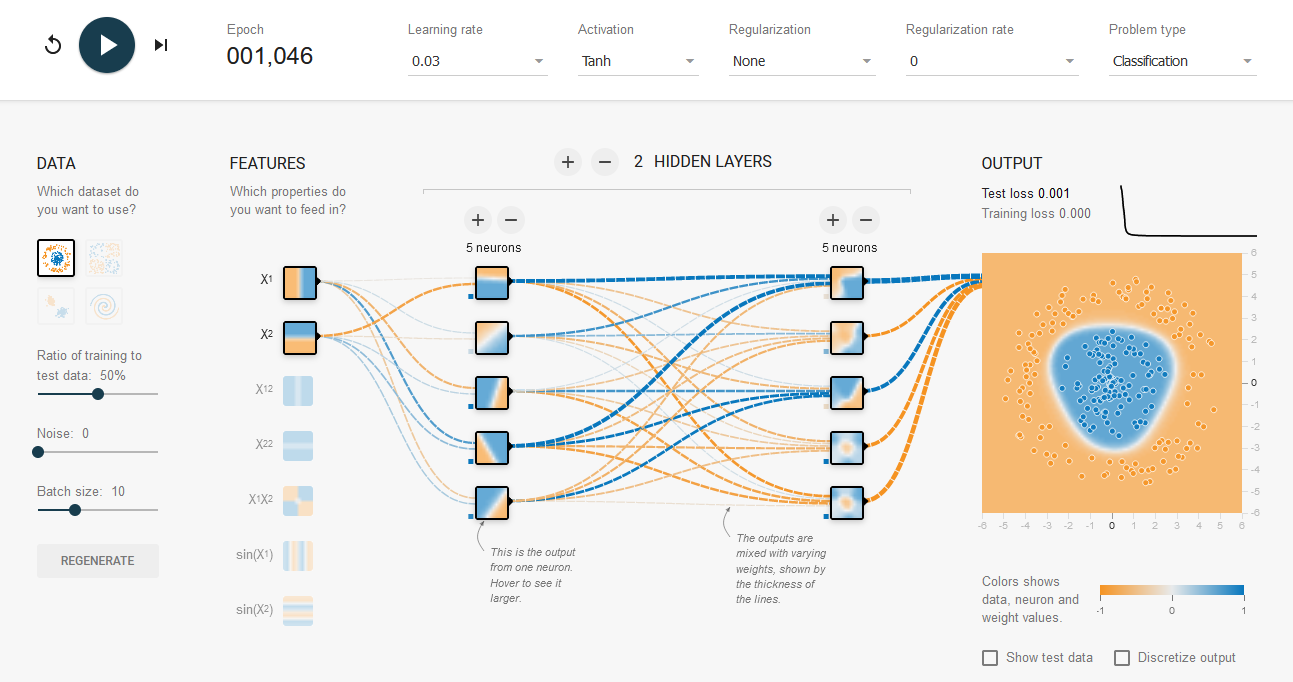 Epoch
001,046
Learning rate
0.03
Activation
Tanh
Regularization
None
Regularization rate
0
Problem type
Classification
DATA
Which dataset do
you want to use?
Ratio of training to
test data: 50%
Noise: 0
Batch size: 10
REGENERATE
FEATURES
Which properties do
you want to feed in?
X1
X2
X12
X22
X1X2
sin(X1)
sin(X2)
+ − 2 HIDDEN LAYERS
+ −
5 neurons
+ −
5 neurons
This is the output
from one neuron.
Hover to see it
larger.
The outputs are
mixed with varying
weights, shown by
the thickness of
the lines.
OUTPUT
Test loss 0.001
Training loss 0.000
6
5
4
3
2
1
0
-1
-2
-3
-4
-5
-6
-6 -5 -4 -3 -2 -1 0 1 2 3 4 5 6
Colors shows
data, neuron and
weight values.
-1 0 1
Show test data
Discretize output